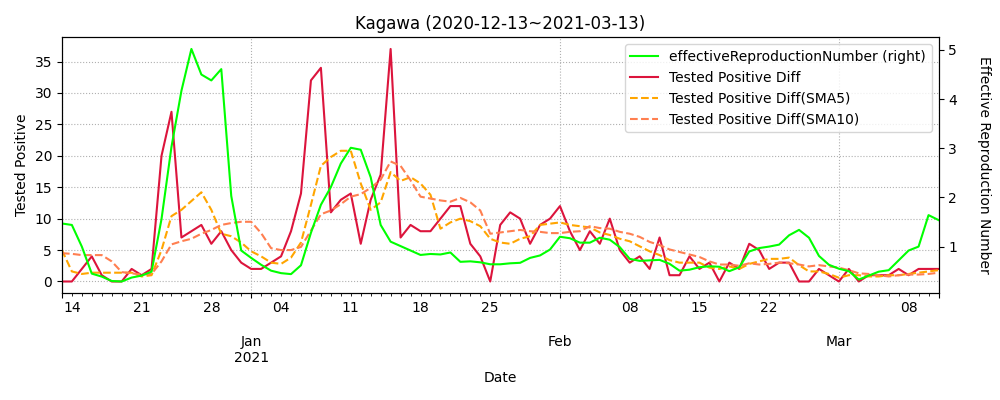 Kagawa (2020-12-13~2021-03-13)
effectiveReproductionNumber (right)
Tested Positive Diff
Tested Positive Diff(SMA5)
Tested Positive Diff(SMA10)
Tested Positive
35
30
25
20
15
10
5
0
5
4
3
2
1
Effective Reproduction Number
14 21 28 04 11 18 25 08 15 22 08
Jan Feb Mar
2021
Date